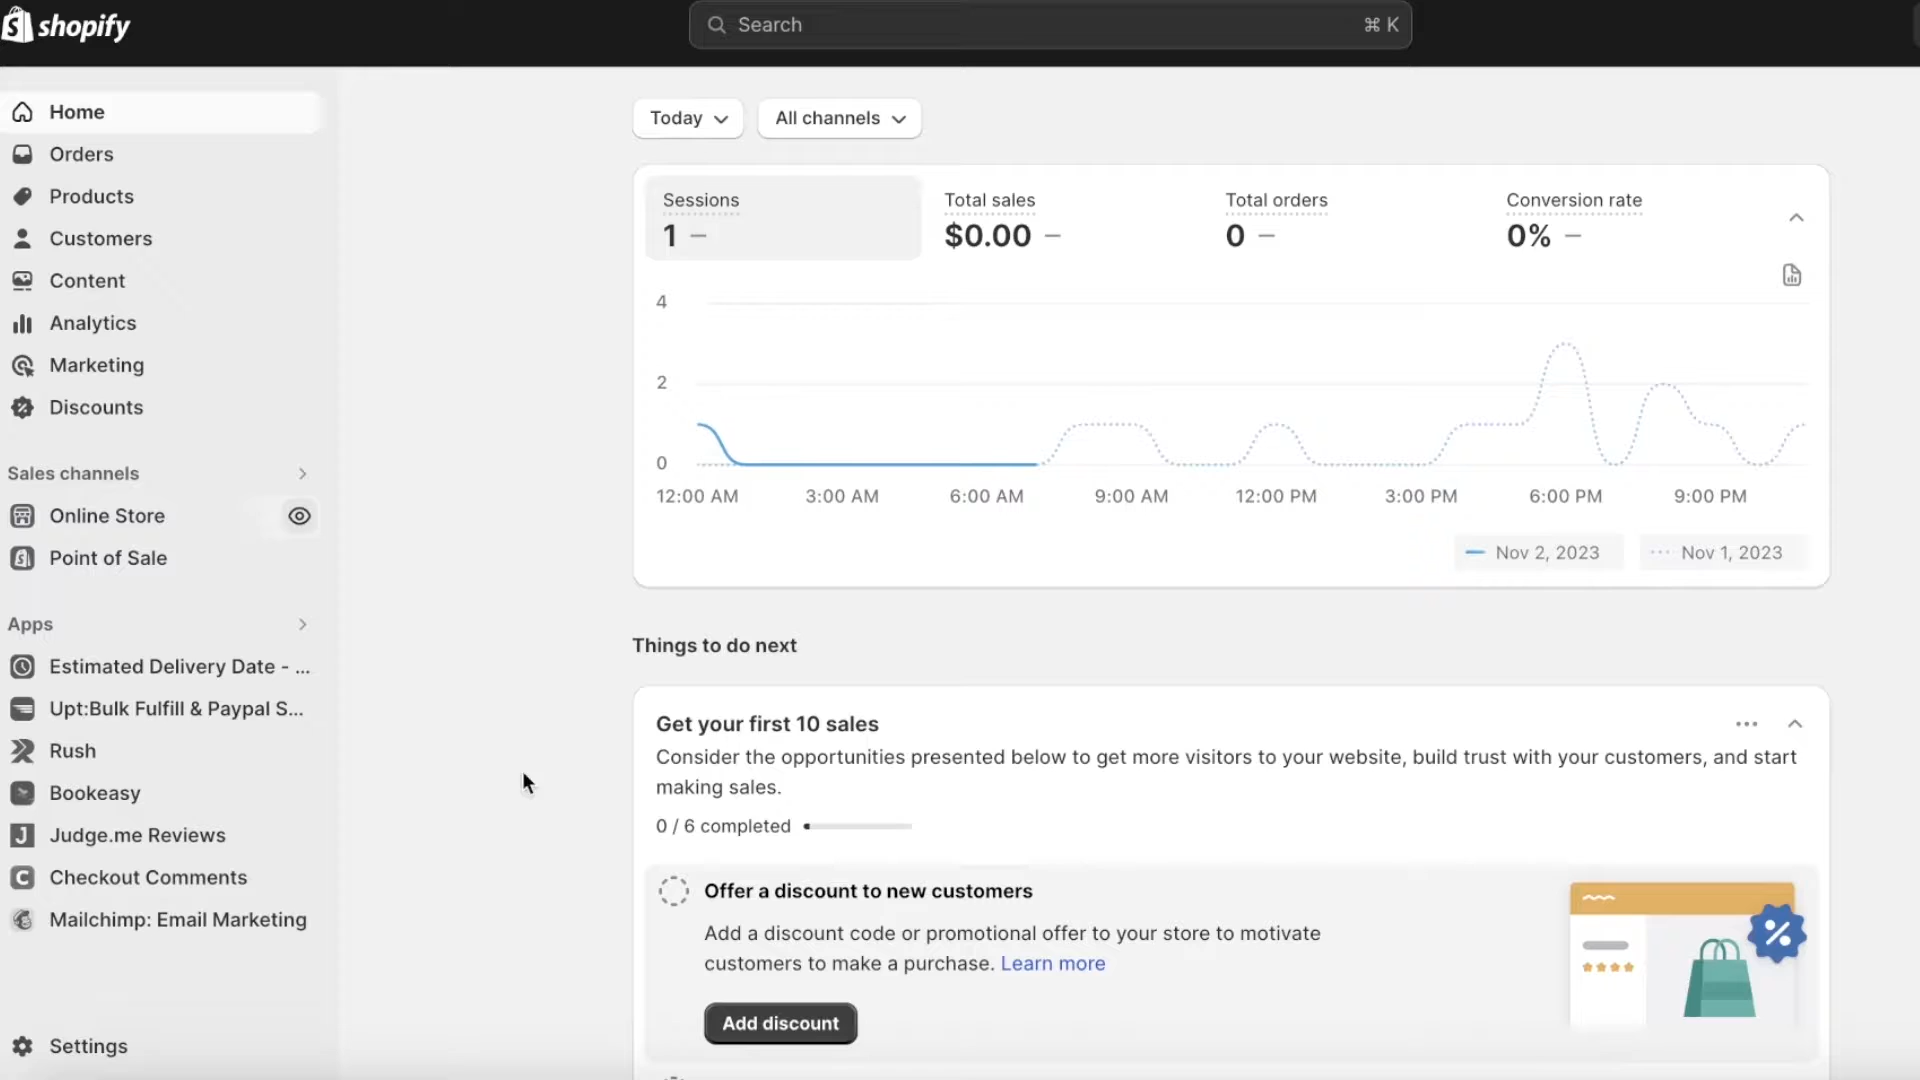 shopify
Search
⌘ K
Home
Orders
Products
Customers
Content
Analytics
Marketing
Discounts
Sales channels
Online Store
Point of Sale
Apps
Estimated Delivery Date - ...
Upt:Bulk Fulfill & Paypal S...
Rush
Bookeasy
Judge.me Reviews
Checkout Comments
Mailchimp: Email Marketing
Settings
Today
All channels
Sessions
1 –
Total sales
$0.00 –
Total orders
0 –
Conversion rate
0% –
4
2
0
12:00 AM 3:00 AM 6:00 AM 9:00 AM 12:00 PM 3:00 PM 6:00 PM 9:00 PM
Nov 2, 2023
Nov 1, 2023
Things to do next
Get your first 10 sales
Consider the opportunities presented below to get more visitors to your website, build trust with your customers, and start
making sales.
0 / 6 completed
Offer a discount to new customers
Add a discount code or promotional offer to your store to motivate
customers to make a purchase. Learn more
Add discount